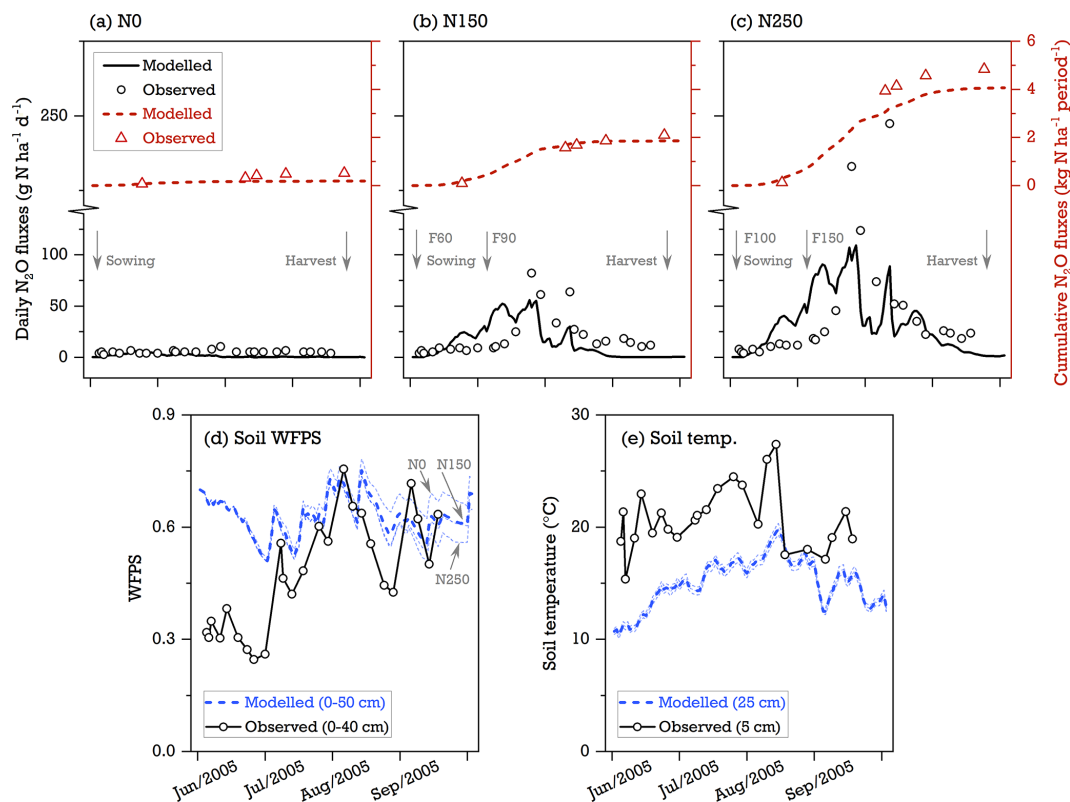 (a) N0
(b) N150
(c) N250
Modelled
Observed
Modelled
Observed
250
100
50
0
Daily N₂O fluxes (g N ha⁻¹ d⁻¹)
Sowing
Harvest
F60
Sowing
F90
Harvest
F100
Sowing
F150
Harvest
6
4
2
0
Cumulative N₂O fluxes (kg N ha⁻¹ period⁻¹)
(d) Soil WFPS
0.9
0.6
0.3
0.0
WFPS
N0
N150
N250
Modelled (0-50 cm)
Observed (0-40 cm)
Jun/2005
Jul/2005
Aug/2005
Sep/2005
(e) Soil temp.
30
20
10
0
Soil temperature (°C)
Modelled (25 cm)
Observed (5 cm)
Jun/2005
Jul/2005
Aug/2005
Sep/2005